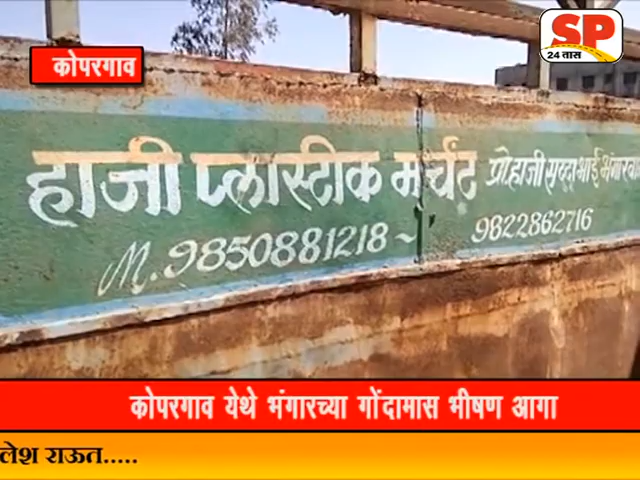 SP
24 तास
कोपरगाव
हाजी प्लास्टीक मर्चंट प्रो.हाजी
M.9850881218 ~ 9822862716
कोपरगाव येथे भंगारच्या गोंदामास भीषण आगा
लेश राऊत.....